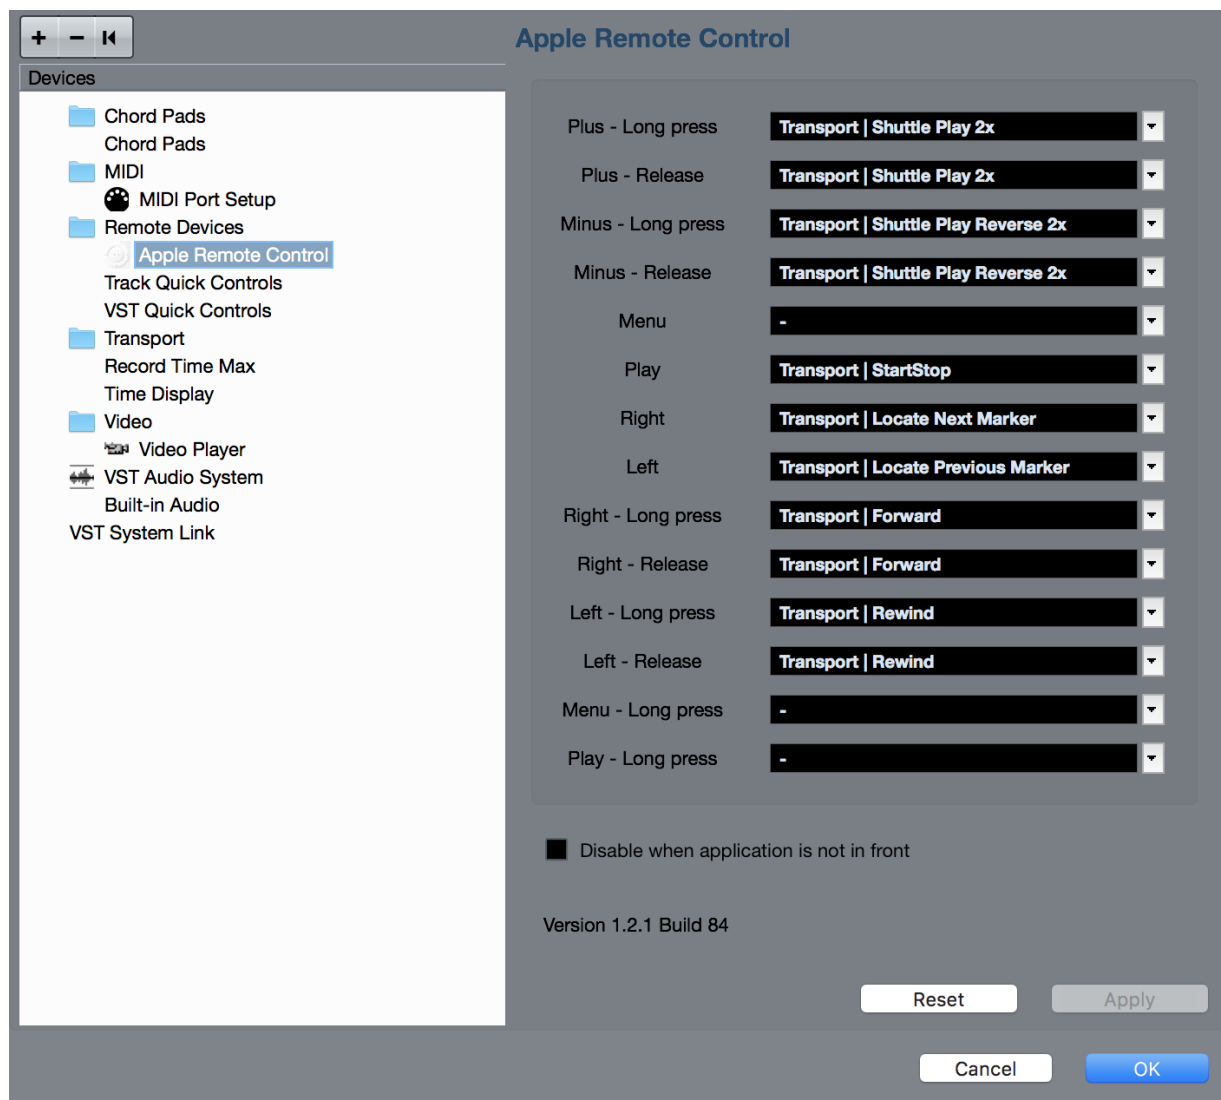 Apple Remote Control
Devices
Chord Pads
Chord Pads
MIDI
MIDI Port Setup
Remote Devices
Apple Remote Control
Track Quick Controls
VST Quick Controls
Transport
Record Time Max
Time Display
Video
Video Player
VST Audio System
Built-in Audio
VST System Link
Plus - Long press Transport | Shuttle Play 2x
Plus - Release Transport | Shuttle Play 2x
Minus - Long press Transport | Shuttle Play Reverse 2x
Minus - Release Transport | Shuttle Play Reverse 2x
Menu -
Play Transport | StartStop
Right Transport | Locate Next Marker
Left Transport | Locate Previous Marker
Right - Long press Transport | Forward
Right - Release Transport | Forward
Left - Long press Transport | Rewind
Left - Release Transport | Rewind
Menu - Long press -
Play - Long press -
Disable when application is not in front
Version 1.2.1 Build 84
Reset Apply
Cancel OK